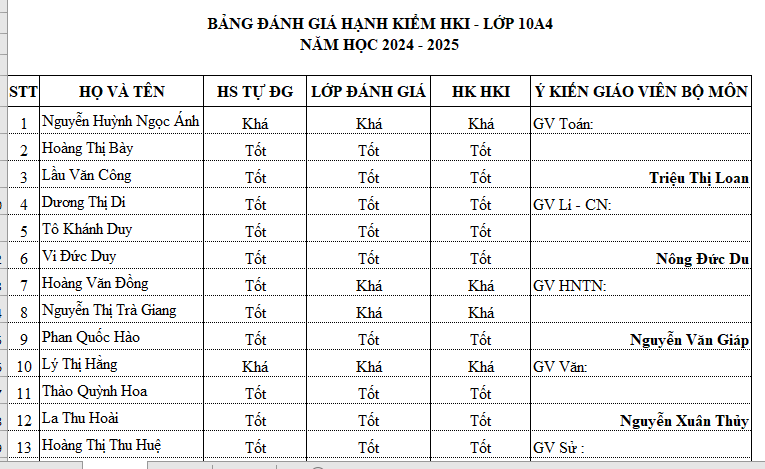 BẢNG ĐÁNH GIÁ HẠNH KIỂM HKI - LỚP 10A4
NĂM HỌC 2024 - 2025
STT HỌ VÀ TÊN HS TỰ ĐG LỚP ĐÁNH GIÁ HK HKI Ý KIẾN GIÁO VIÊN BỘ MÔN
1 Nguyễn Huỳnh Ngọc Ánh Khá Khá Khá GV Toán:
2 Hoàng Thị Bày Tốt Tốt Tốt
3 Lầu Văn Công Tốt Tốt Tốt Triệu Thị Loan
4 Dương Thị Di Tốt Tốt Tốt GV Lí - CN:
5 Tô Khánh Duy Tốt Tốt Tốt
6 Vi Đức Duy Tốt Tốt Tốt Nông Đức Du
7 Hoàng Văn Đồng Tốt Khá Khá GV HNTN:
8 Nguyễn Thị Trà Giang Tốt Khá Khá
9 Phan Quốc Hào Tốt Tốt Tốt Nguyễn Văn Giáp
10 Lý Thị Hằng Khá Khá Khá GV Văn:
11 Thào Quỳnh Hoa Tốt Tốt Tốt
12 La Thu Hoài Tốt Tốt Tốt Nguyễn Xuân Thủy
13 Hoàng Thị Thu Huệ Tốt Tốt Tốt GV Sử :